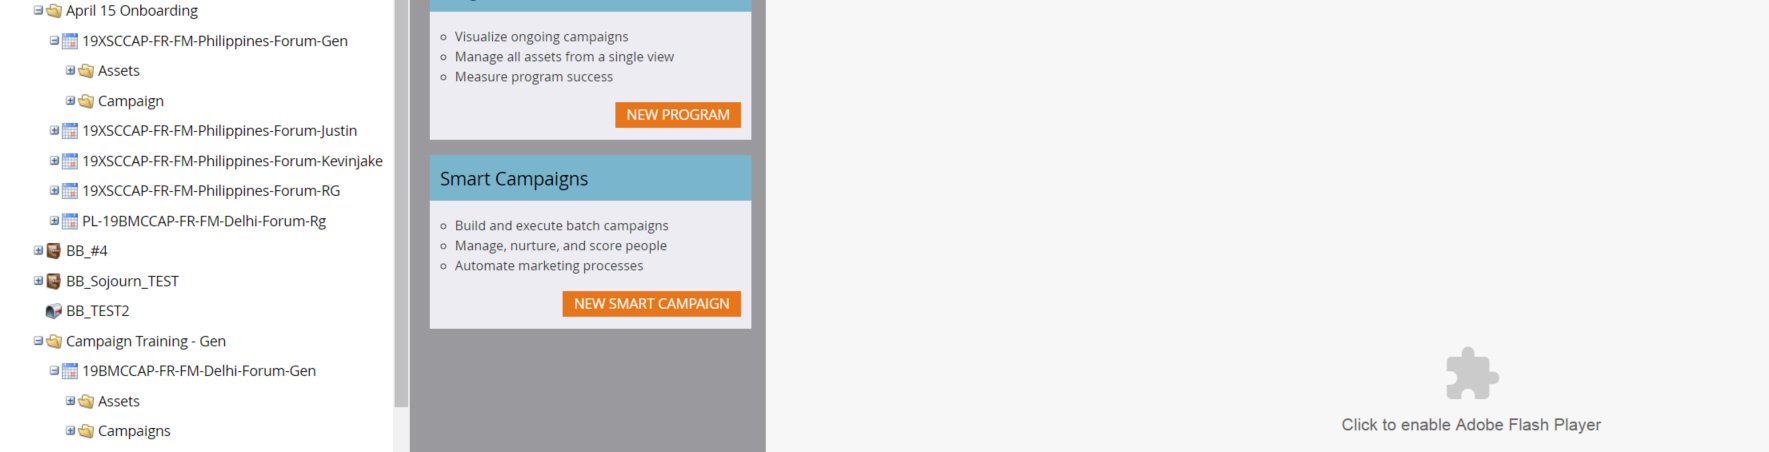 April 15 Onboarding
19XSCCAP-FR-FM-Philippines-Forum-Gen
Assets
Campaign
19XSCCAP-FR-FM-Philippines-Forum-Justin
19XSCCAP-FR-FM-Philippines-Forum-Kevinjake
19XSCCAP-FR-FM-Philippines-Forum-RG
PL-19BMCCAP-FR-FM-Delhi-Forum-Rg
BB_#4
BB_Sojourn_TEST
BB_TEST2
Campaign Training - Gen
19BMCCAP-FR-FM-Delhi-Forum-Gen
Assets
Campaigns
Visualize ongoing campaigns
Manage all assets from a single view
Measure program success
NEW PROGRAM
Smart Campaigns
Build and execute batch campaigns
Manage, nurture, and score people
Automate marketing processes
NEW SMART CAMPAIGN
Click to enable Adobe Flash Player